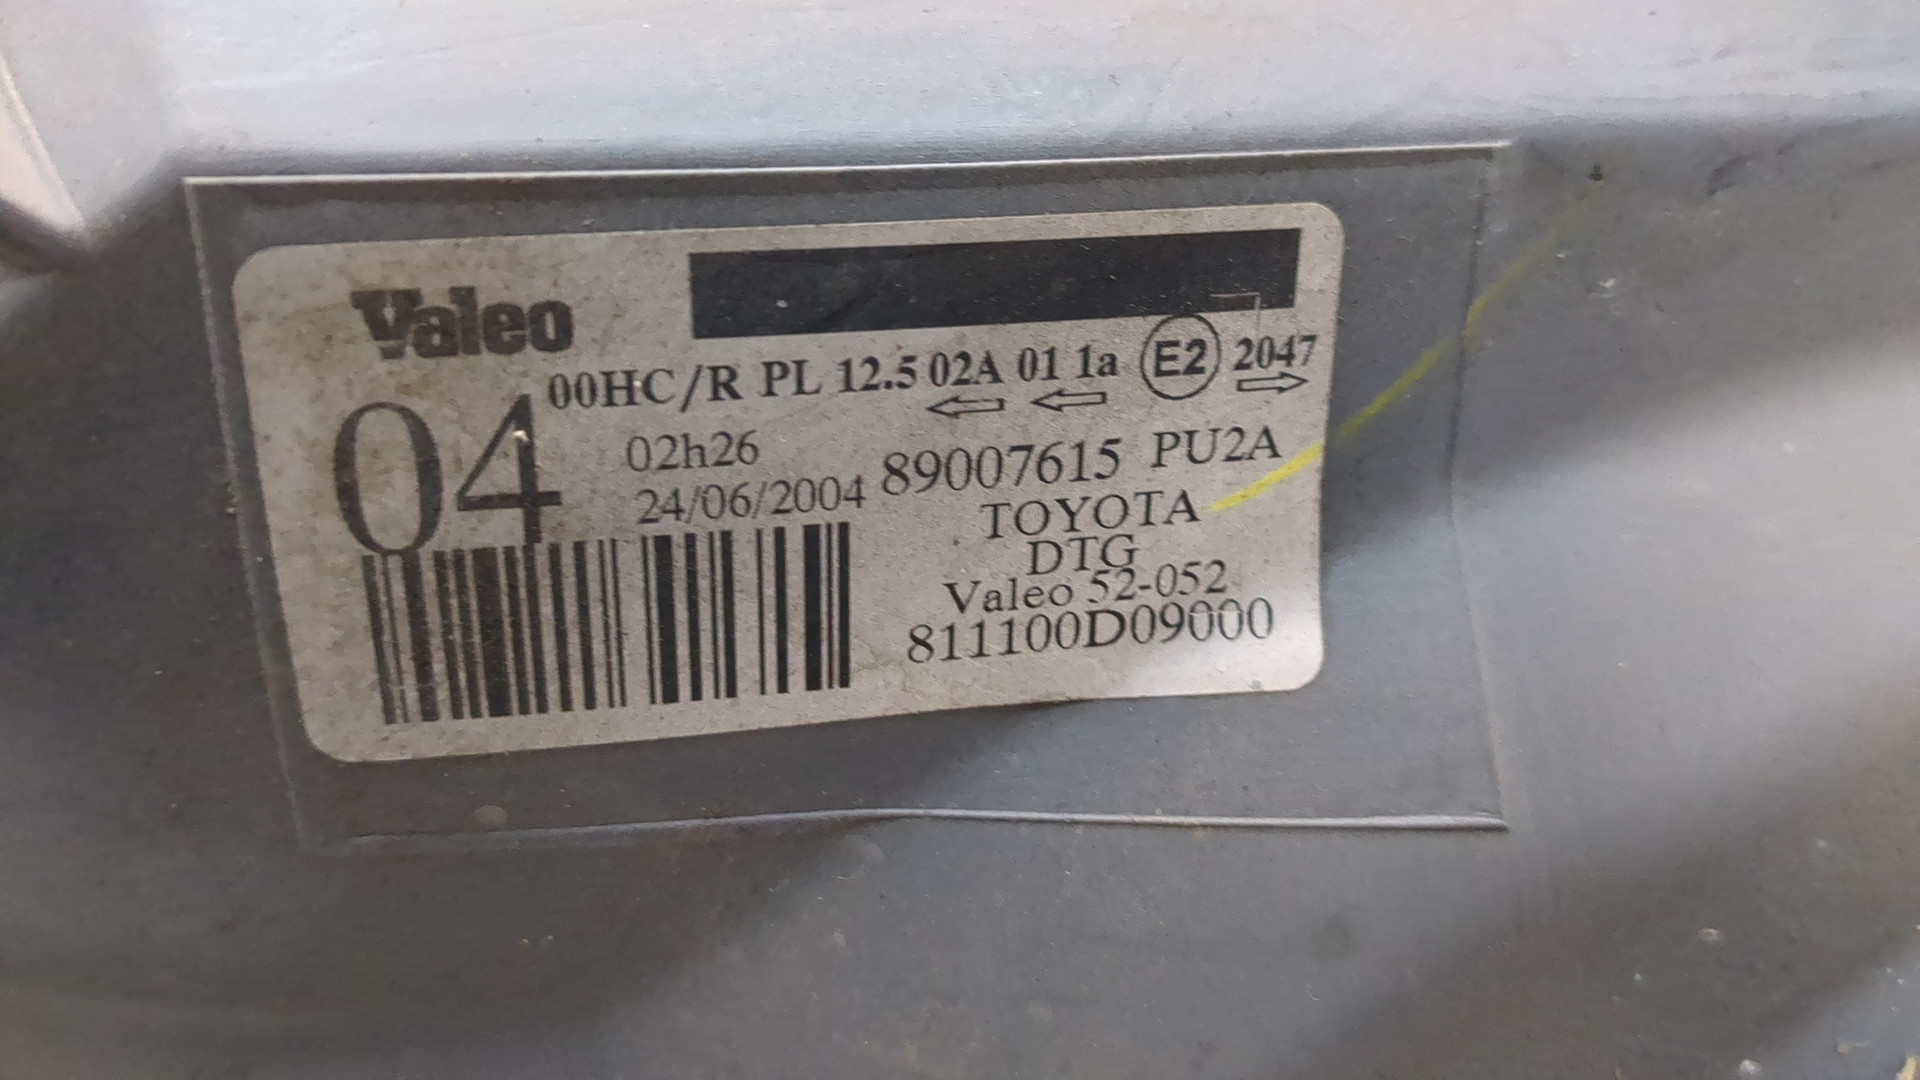 Valeo
00HC/R PL 12.5 02A 01 1a E2 2047
04
02h26
24/06/2004
89007615 PU2A
TOYOTA
DTG
Valeo 52-052
811100D09000